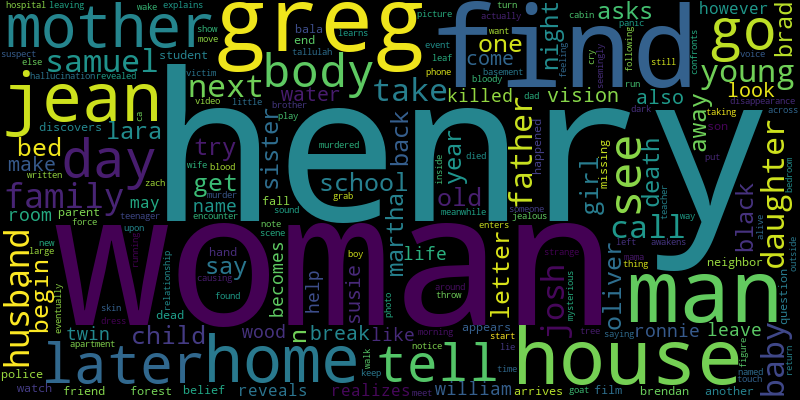 hospital leaving wake explains
mother greg find asks picture turn cabin panic
suspect show move bala end learns night event want following
else samuel revealed tallulah actually feeling cry still
jean hallucination student next body take one come go brad
phone basement seemingly confronts voice
victim bloody dad run young however
video little water killed vision also look
brother play dark taking
lara discovers ca murdered back son across
day sister try father year died happened girl missing see death away disappearance put
bed make wife blood inside
written zach murder school
henry
family get old call black daughter
room may teenager encounter grab meanwhile someone jealous teacher way bedroom
parent name fall sound enters left alive
force upon note scene life letter awakens outside
woman man
husband begin new large hand boy strange mama neighbor
say becomes help susie marthal josh oliver thing question
running relationship causing around mysterious baby
eventually skin found photo throw tree figure
twin dress dead wood n appears start ronnie leave
child break like morning lie saying return
apartment notice named
later home tell house
police walk time touch
watch belief reveals realizes keep meet william goat film
friend forest arrives brendan another